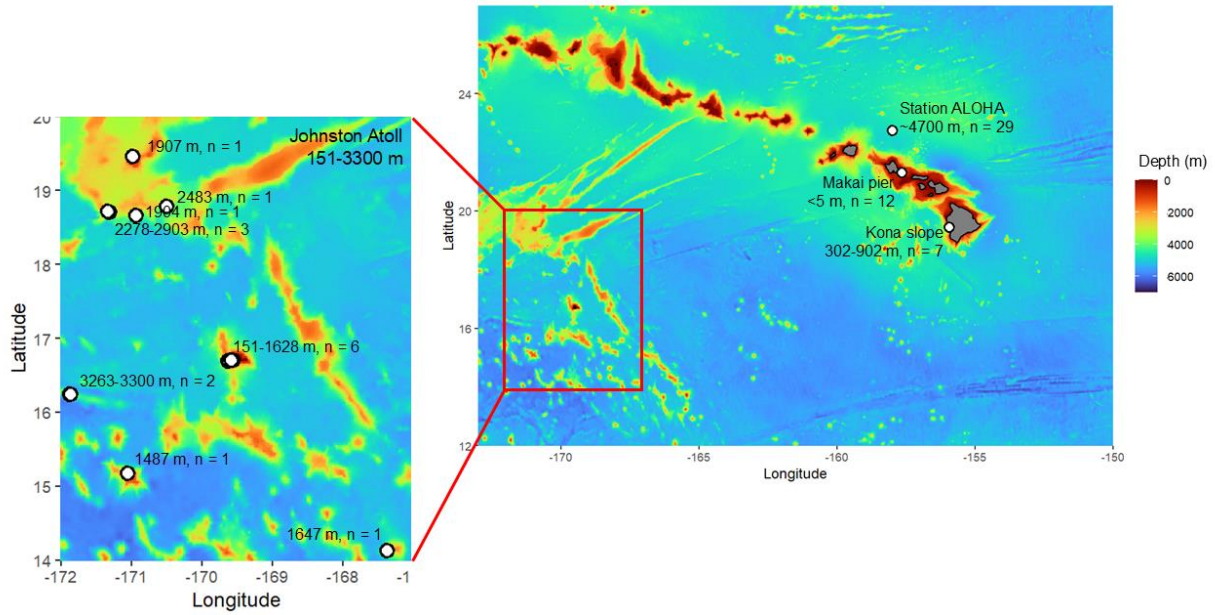 20
19
18
17
16
15
14
Latitude
-172
-171
-170
-169
-168
-1
Longitude
Johnston Atoll
151-3300 m
1907 m, n = 1
2483 m, n = 1
1904 m, n = 1
2278-2903 m, n = 3
151-1628 m, n = 6
3263-3300 m, n = 2
1487 m, n = 1
1647 m, n = 1
24
20
16
12
Latitude
-170
-165
-160
-155
-150
Longitude
Station ALOHA
~4700 m, n = 29
Makai pier
<5 m, n = 12
Kona slope
302-902 m, n = 7
Depth (m)
0
2000
4000
6000